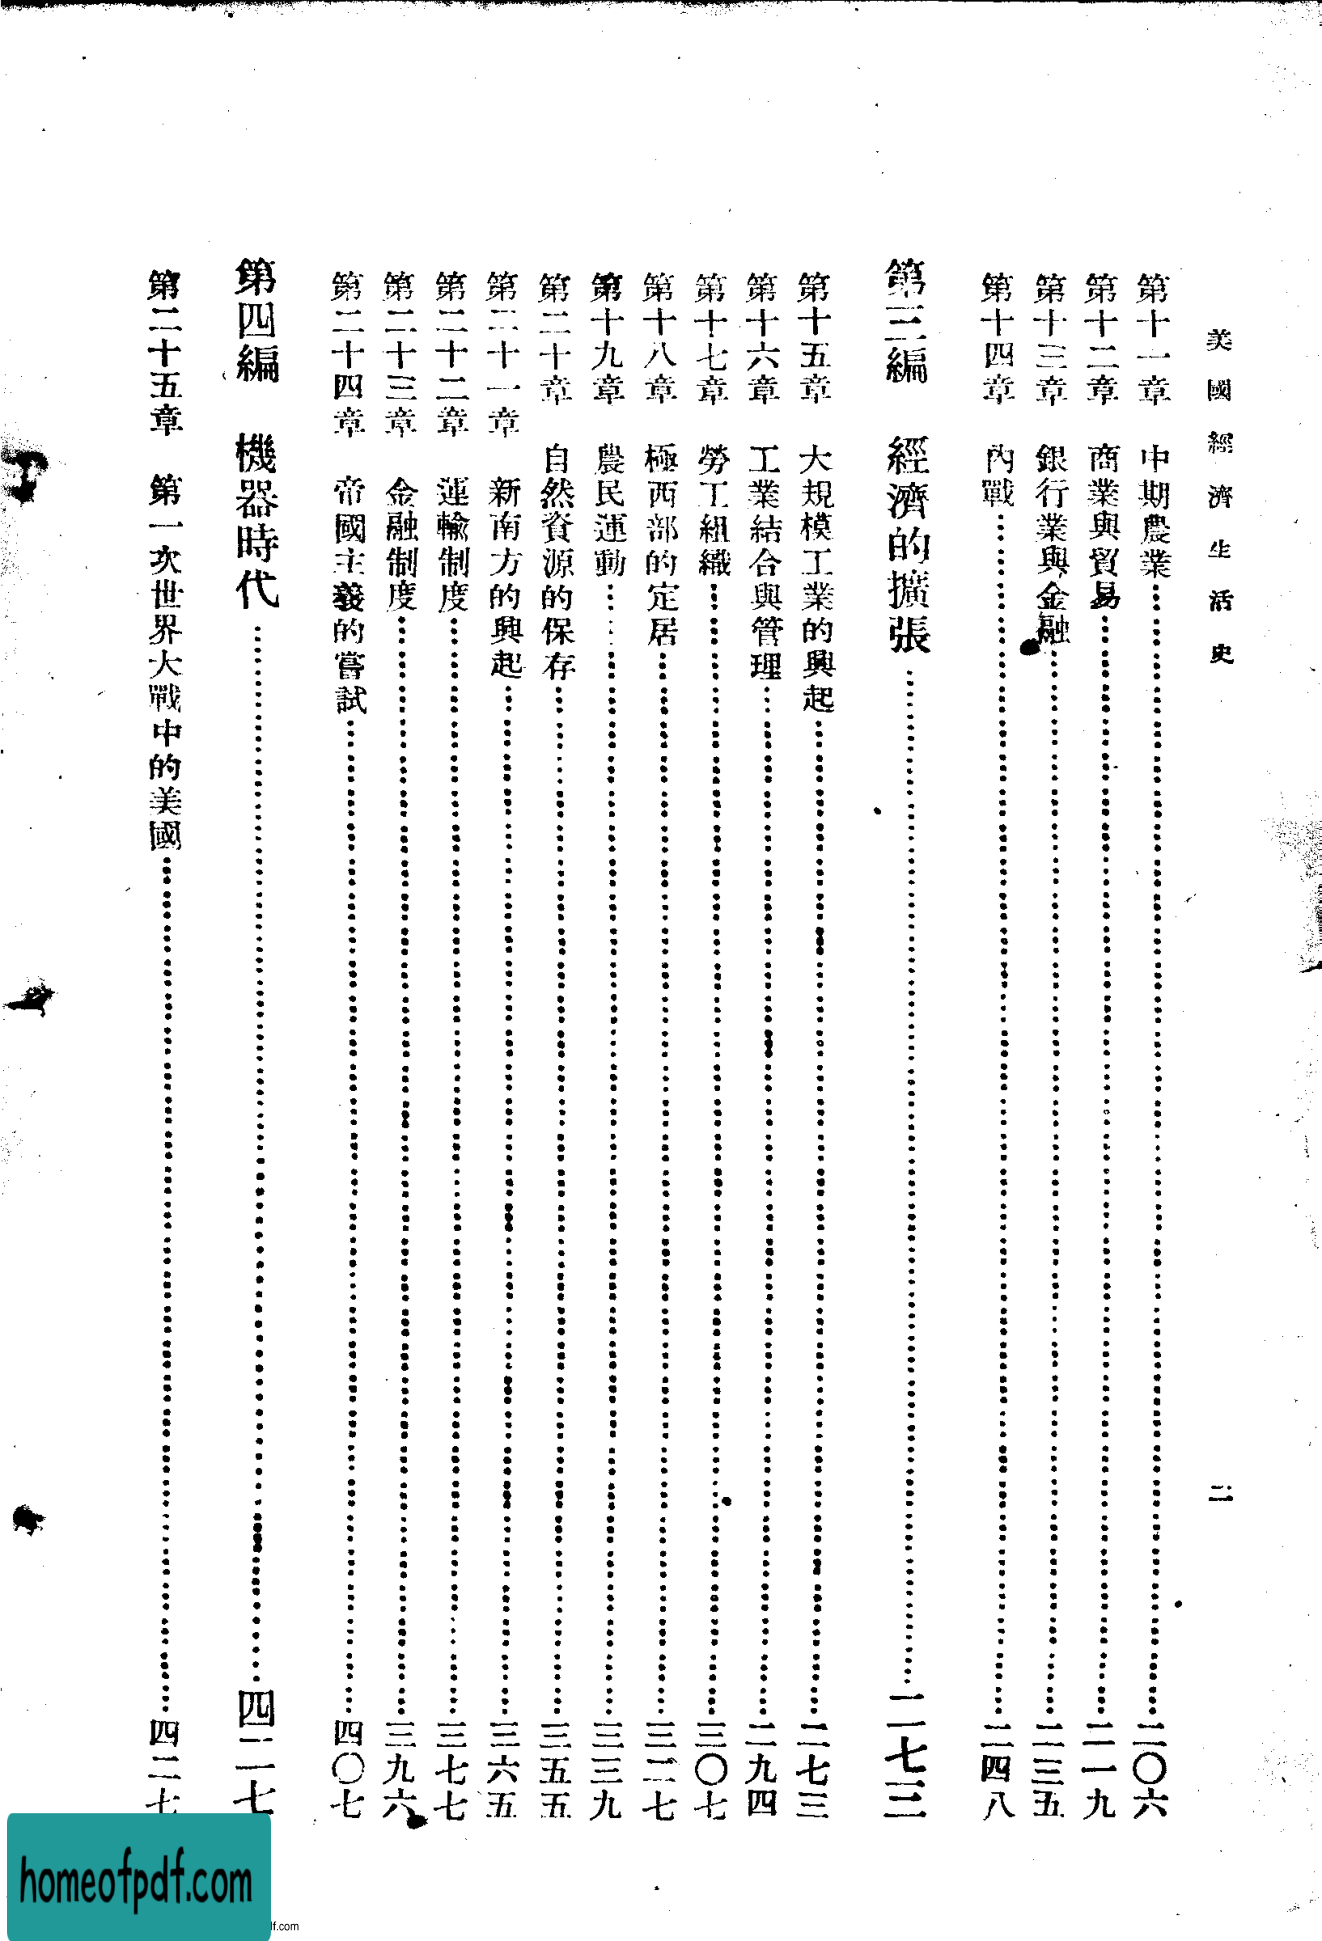 美國經濟生活史 二
第十一章 中期農業……二〇六
第十二章 商業與貿易……二一九
第十三章 銀行業與金融……二三五
第十四章 內戰……二四八
第三編 經濟的擴張……二七三
第十五章 大規模工業的興起……二七三
第十六章 工業結合與管理……二九四
第十七章 勞工組織……三〇七
第十八章 極西部的定居……三二七
第十九章 農民運動……三三九
第二十章 自然資源的保存……三五五
第二十一章 新南方的興起……三六五
第二十二章 運輸制度……三七七
第二十三章 金融制度……三九六
第二十四章 帝國主義的嘗試……四〇七
第四編 機器時代……四二七
第二十五章 第一次世界大戰中的美國……四二七
homeofpdf.com
df.com